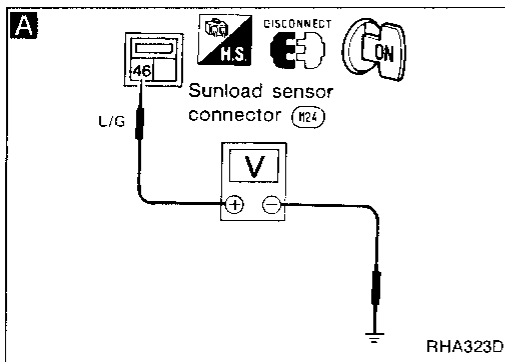 A
DISCONNECT
H.S.
ON
46
Sunload sensor
connector M24
L/G
V
+ −
RHA323D